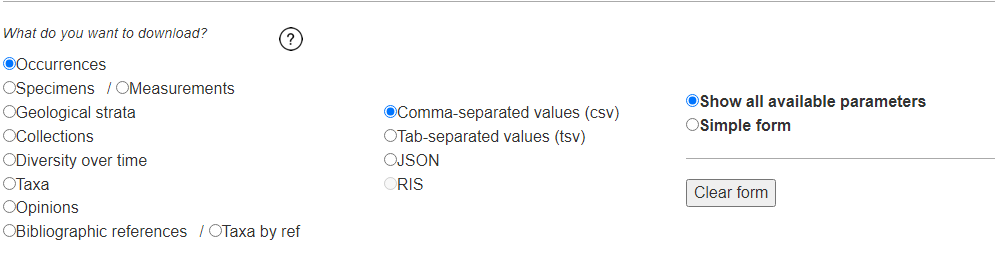 What do you want to download?
?
Occurrences
Specimens / Measurements
Geological strata
Collections
Diversity over time
Taxa
Opinions
Bibliographic references / Taxa by ref
Comma-separated values (csv)
Tab-separated values (tsv)
JSON
RIS
Show all available parameters
Simple form
Clear form